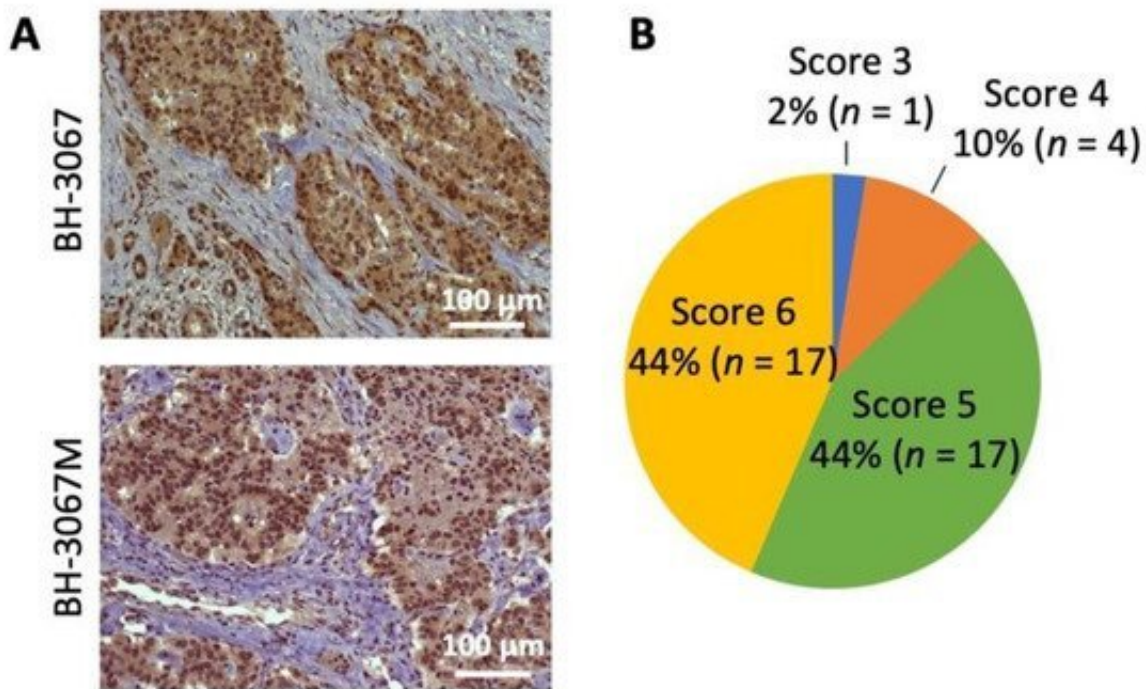 A
BH-3067
100 µm
BH-3067M
100 µm
B
Score 3
2% (n = 1)
Score 4
10% (n = 4)
Score 6
44% (n = 17)
Score 5
44% (n = 17)